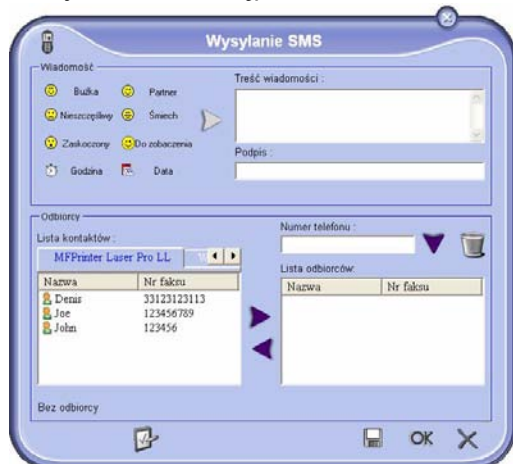 Wysyłanie SMS
Wiadomość
Buźka Partner
Nieszczęśliwy Śmiech
Zaskoczony Do zobaczenia
Godzina Data
Treść wiadomości :
Podpis :
Odbiorcy
Lista kontaktów :
MFPrinter Laser Pro LL
Nazwa Nr faksu
Denis 33123123113
Joe 123456789
John 123456
Numer telefonu :
Lista odbiorców:
Nazwa Nr faksu
Bez odbiorcy
OK